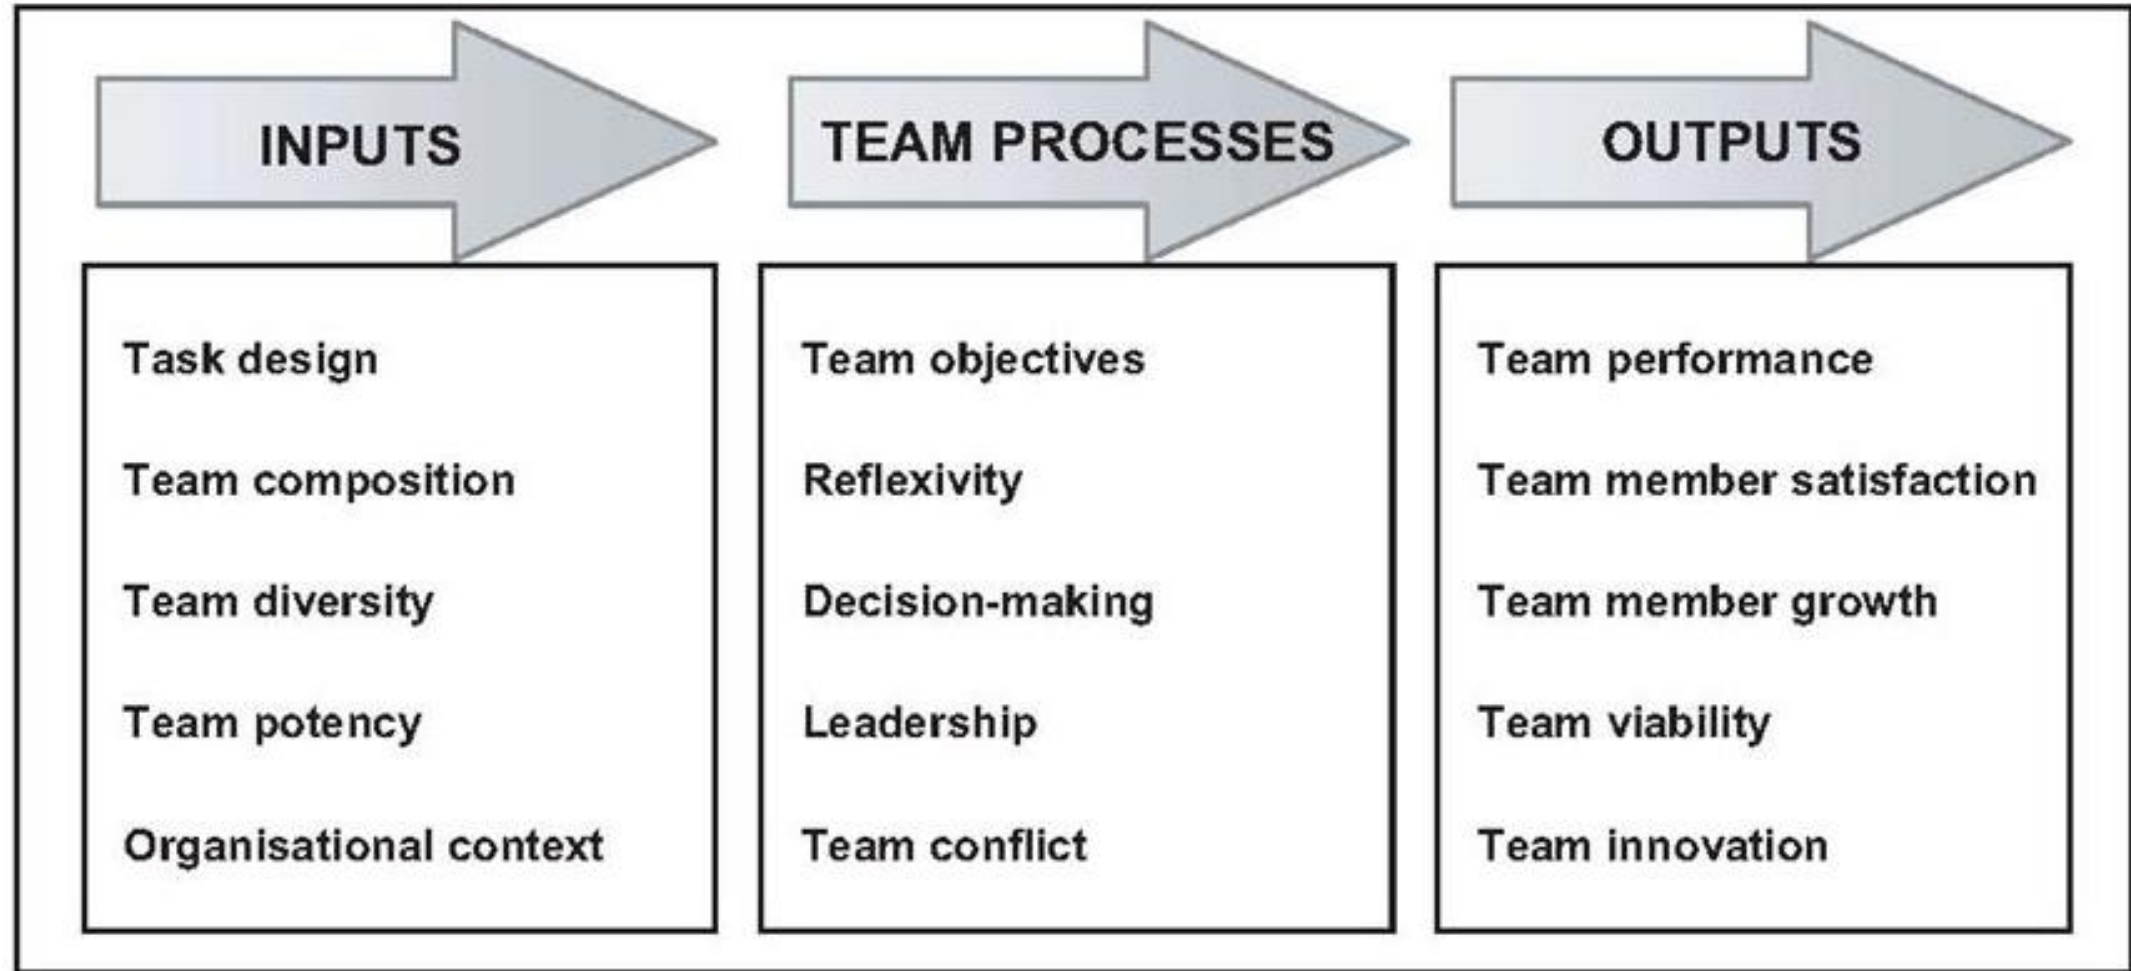 INPUTS
TEAM PROCESSES
OUTPUTS
Task design
Team composition
Team diversity
Team potency
Organisational context
Team objectives
Reflexivity
Decision-making
Leadership
Team conflict
Team performance
Team member satisfaction
Team member growth
Team viability
Team innovation